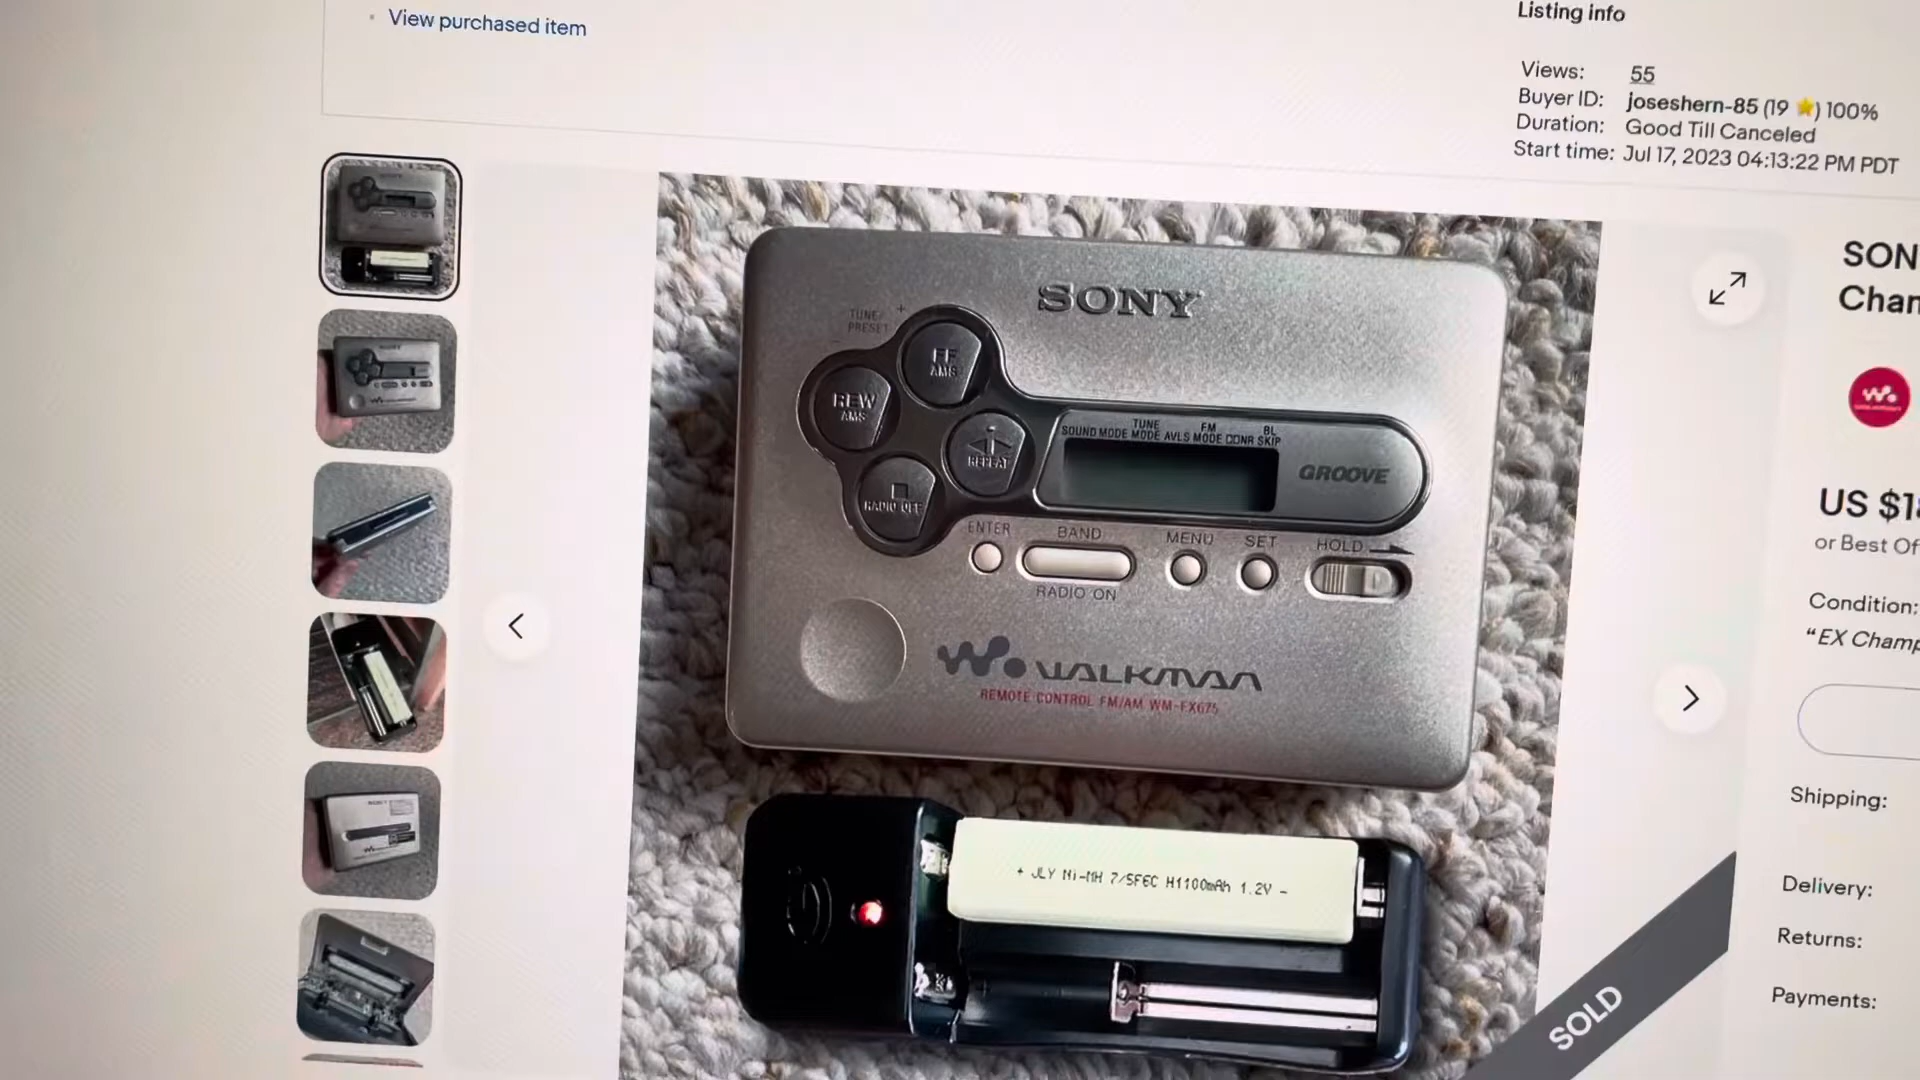 View purchased item
Listing info
Views: 55
Buyer ID: joseshern-85 (19 ) 100%
Duration: Good Till Canceled
Start time: Jul 17, 2023 04:13:22 PM PDT
SONY
TUNE/
PRESET
+
FF
AMS
REW
AMS
REPEAT
RADIO OFF
TUNE FM BL
SOUND MODE MODE AVLS MODE CONR SKIP
GROOVE
ENTER BAND MENU SET HOLD
RADIO ON
WALKMAN
REMOTE CONTROL FM/AM WM-FX675
+ JLY Ni-MH 7/5F6C H1100mAh 1.2V -
SOLD
SON
Chan
US $1
or Best Of
Condition:
“EX Champ
Shipping:
Delivery:
Returns:
Payments: